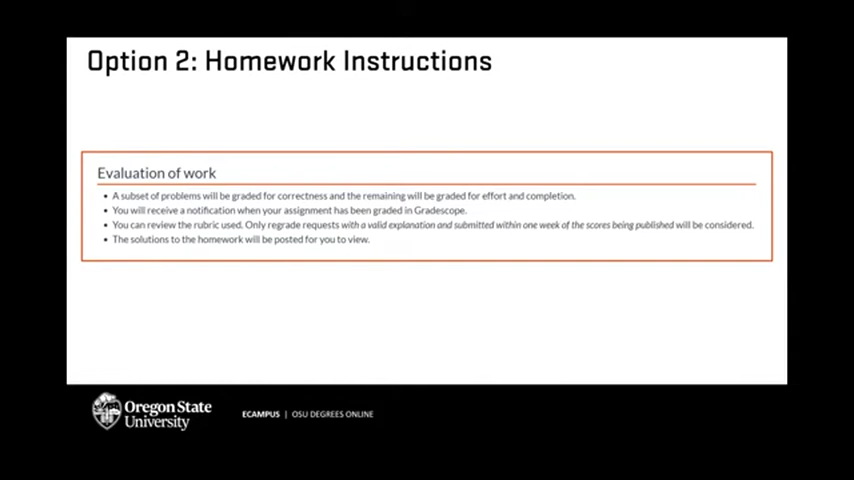 Option 2: Homework Instructions
Evaluation of work
• A subset of problems will be graded for correctness and the remaining will be graded for effort and completion.
• You will receive a notification when your assignment has been graded in Gradescope.
• You can review the rubric used. Only regrade requests with a valid explanation and submitted within one week of the scores being published will be considered.
• The solutions to the homework will be posted for you to view.
Oregon State
University
ECAMPUS | OSU DEGREES ONLINE